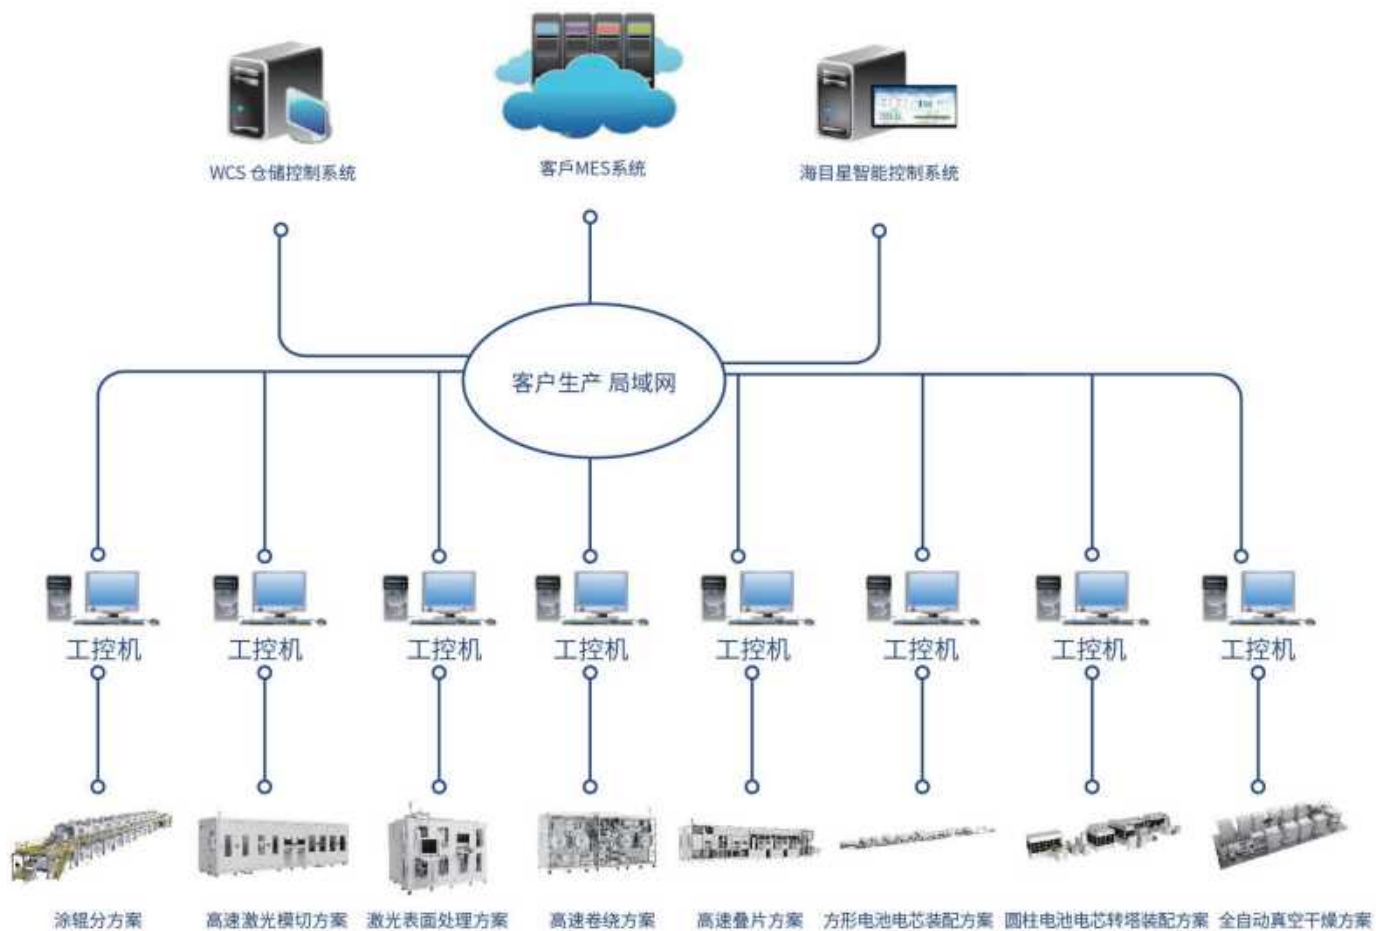 WCS 仓储控制系统
客戶MES系统
海目星智能控制系统
客户生产 局域网
工控机
工控机
工控机
工控机
工控机
工控机
工控机
工控机
涂辊分方案
高速激光模切方案
激光表面处理方案
高速卷绕方案
高速叠片方案
方形电池电芯装配方案
圆柱电池电芯转塔装配方案
全自动真空干燥方案